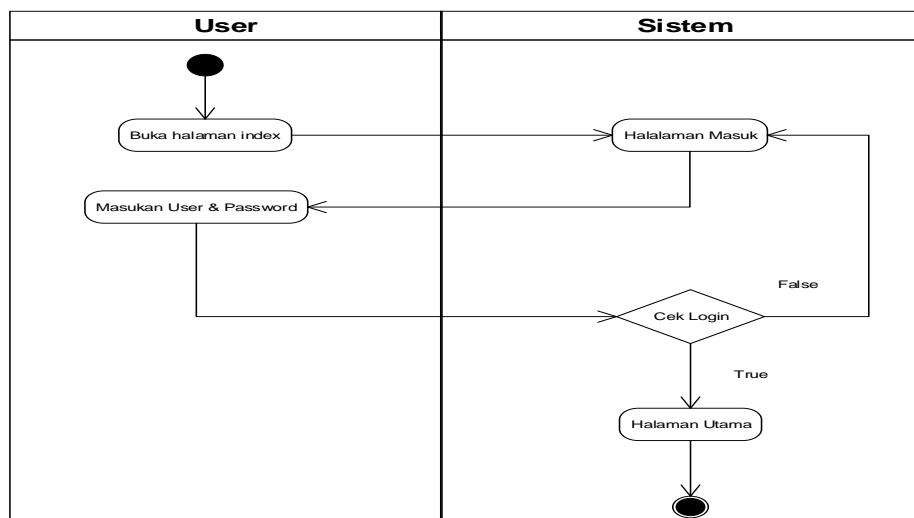 User
Sistem
Buka halaman index
Halalaman Masuk
Masukan User & Password
False
Cek Login
True
Halaman Utama